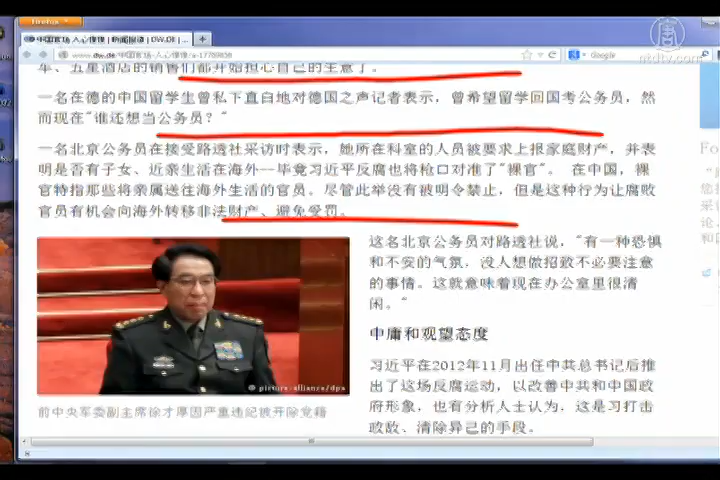 Firefox
新唐人
ntdtv.com
年、五星酒店的销售们都开始担心自己的生意了。
一名在德的中国留学生曾私下直白地对德国之声记者表示，曾希望留学回国考公务员，然
而现在"谁还想当公务员？"
一名北京公务员在接受路透社采访时表示，她所在科室的人员被要求上报家庭财产，并表
明是否有子女、近亲生活在海外—毕竟习近平反腐也将枪口对准了"裸官"。 在中国，裸
官特指那些将亲属送往海外生活的官员。尽管此举没有被明令禁止，但是这种行为让腐败
官员有机会向海外转移非法财产、避免受罚。
这名北京公务员对路透社说，"有一种恐惧
和不安的气氛，没人想做招致不必要注意
的事情。这就意味着现在办公室里很清
闲。"
中庸和观望态度
习近平在2012年11月出任中共总书记后推
出了这场反腐运动，以改善中共和中国政
府形象，也有分析人士认为，这是习打击
政敌、清除异己的手段。
© picture-alliance/dpa
前中央军委副主席徐才厚因严重违纪被开除党籍